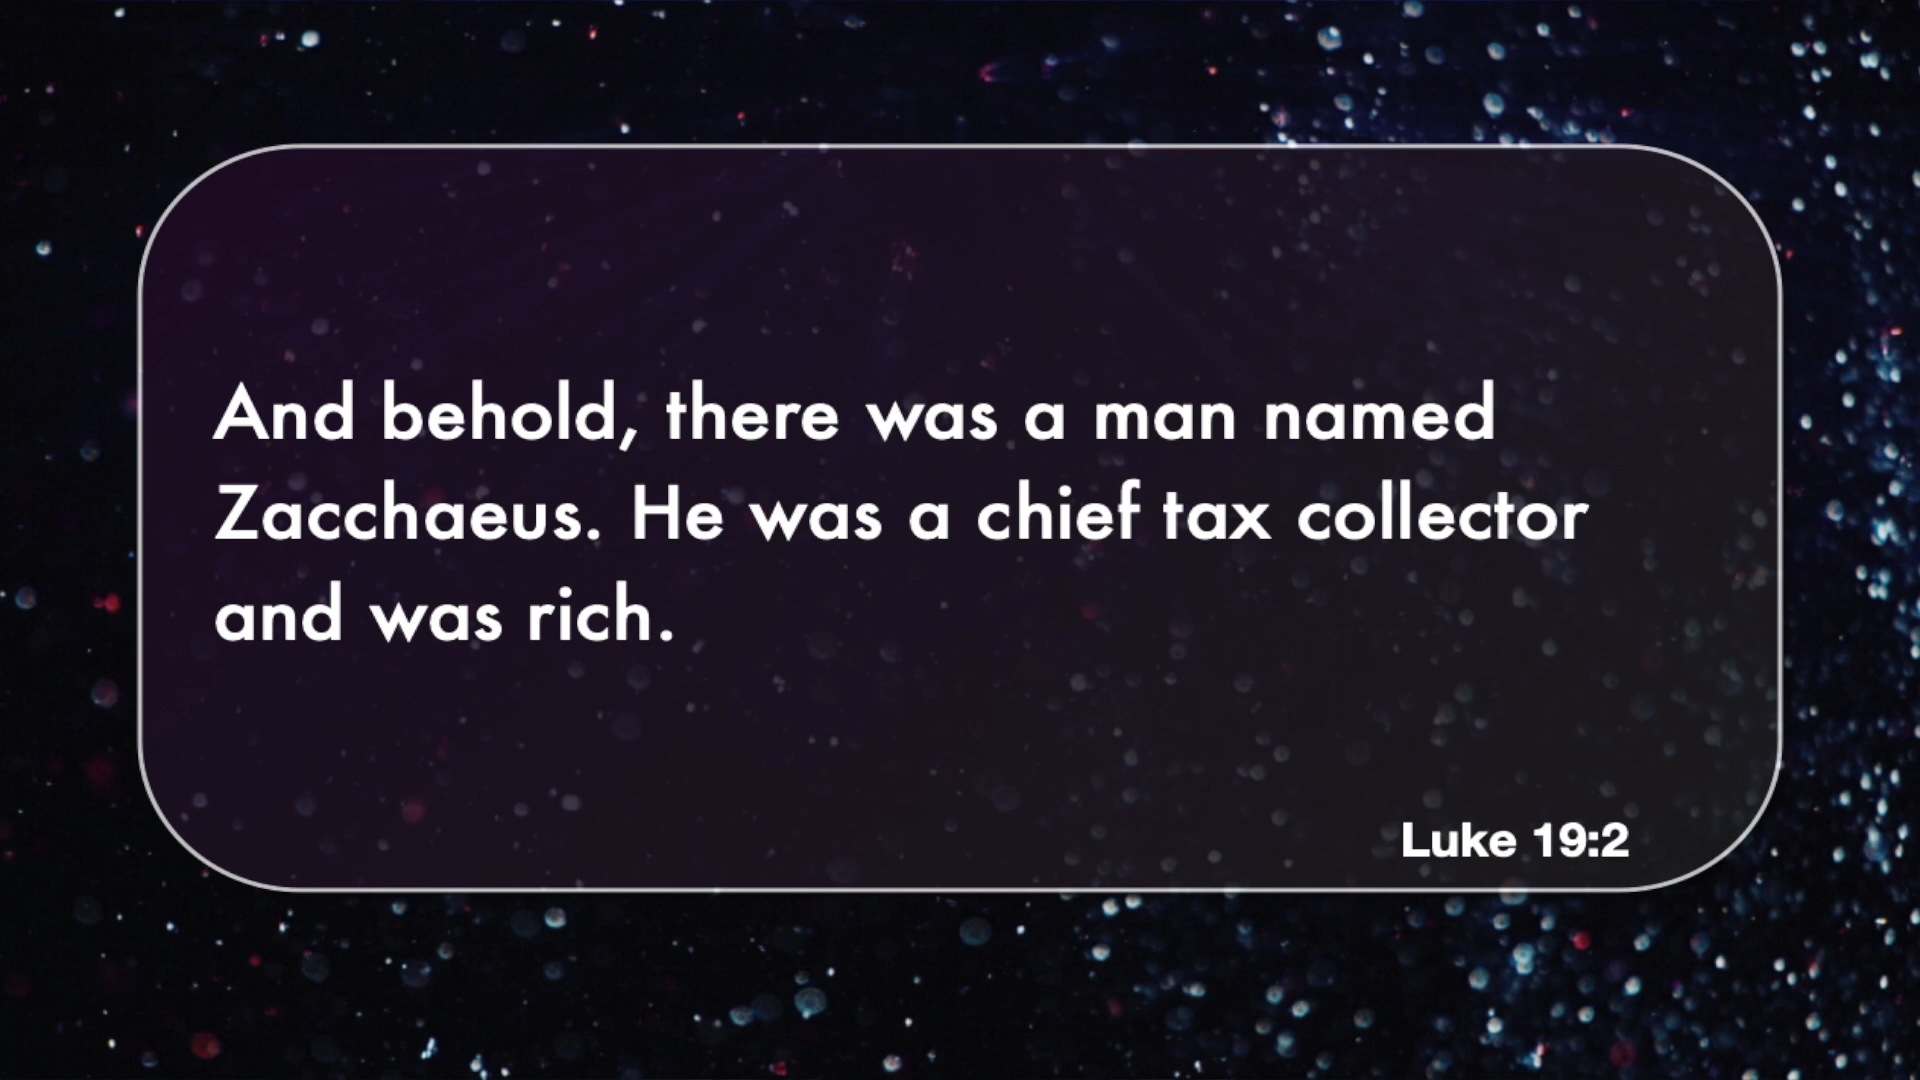 And behold, there was a man named
Zacchaeus. He was a chief tax collector
and was rich.
Luke 19:2